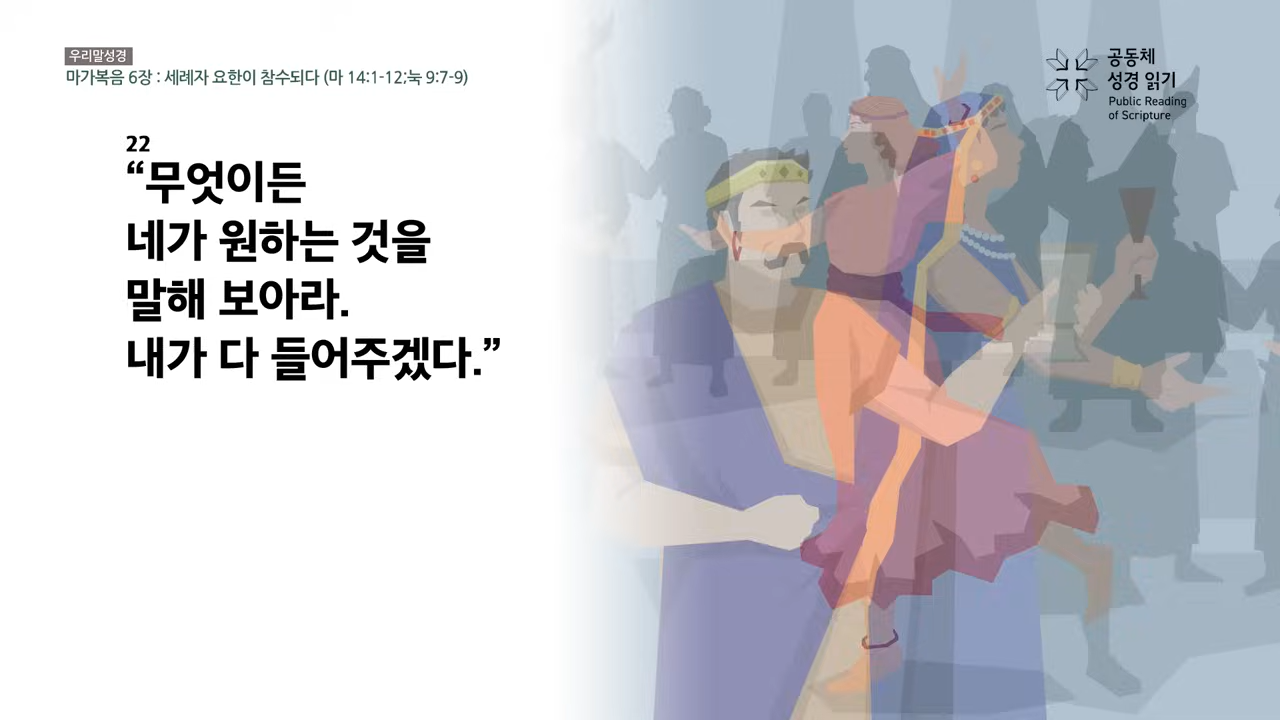 우리말성경
마가복음 6장 : 세례자 요한이 참수되다 (마 14:1-12;눅 9:7-9)
22
“무엇이든
네가 원하는 것을
말해 보아라.
내가 다 들어주겠다.”
공동체
성경 읽기
Public Reading
of Scripture